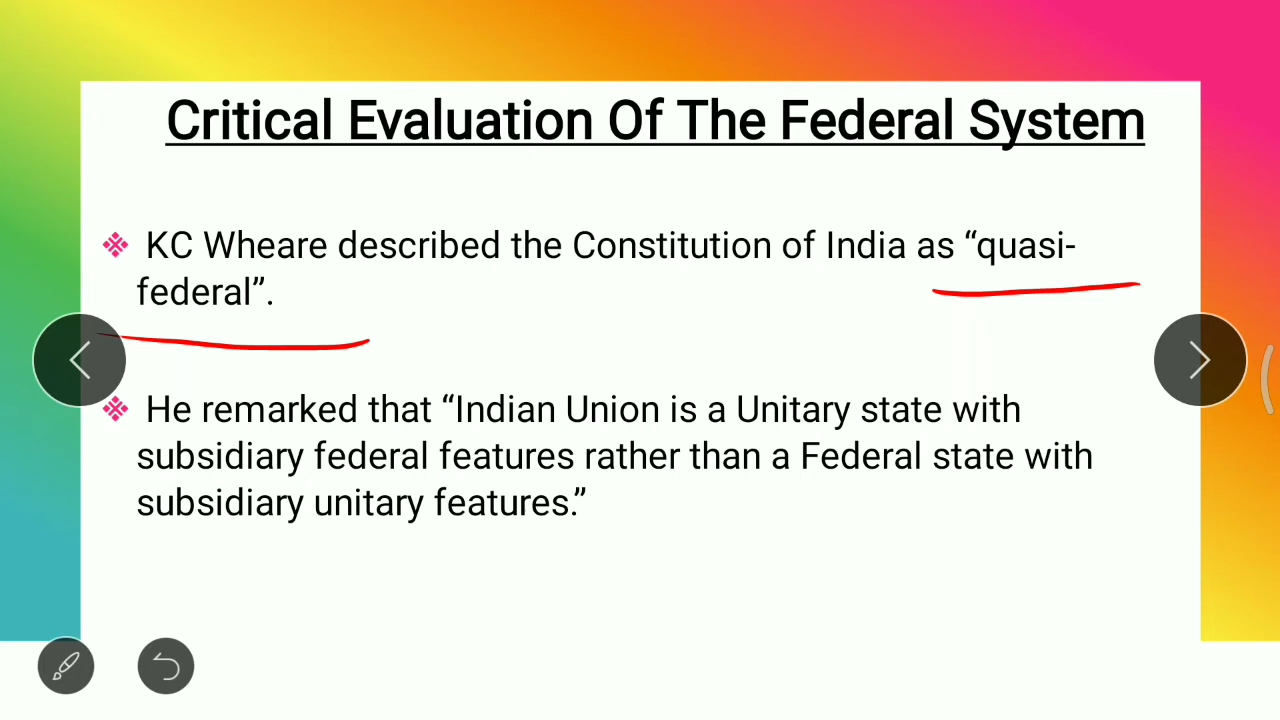 Critical Evaluation Of The Federal System
KC Wheare described the Constitution of India as “quasi-
federal”.
He remarked that “Indian Union is a Unitary state with
subsidiary federal features rather than a Federal state with
subsidiary unitary features.”